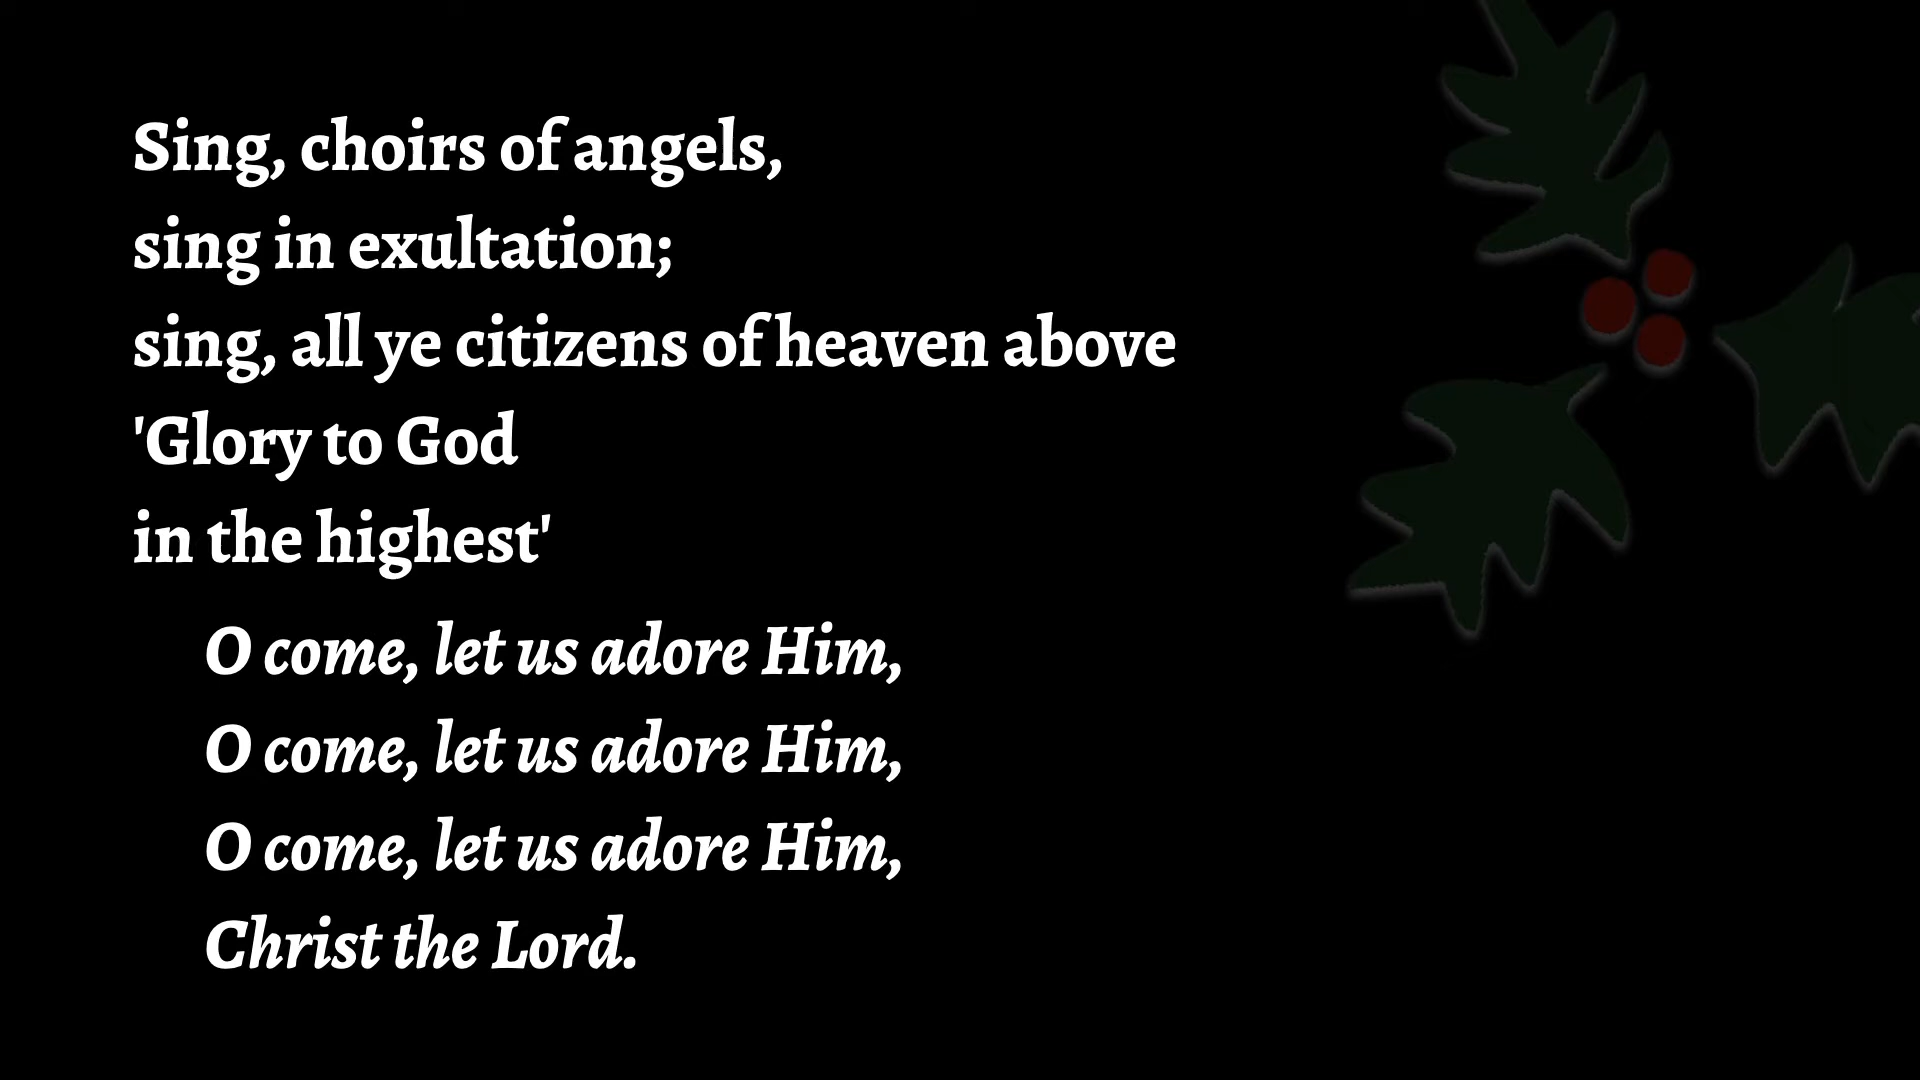 Sing, choirs of angels,
sing in exultation;
sing, all ye citizens of heaven above
'Glory to God
in the highest'
O come, let us adore Him,
O come, let us adore Him,
O come, let us adore Him,
Christ the Lord.